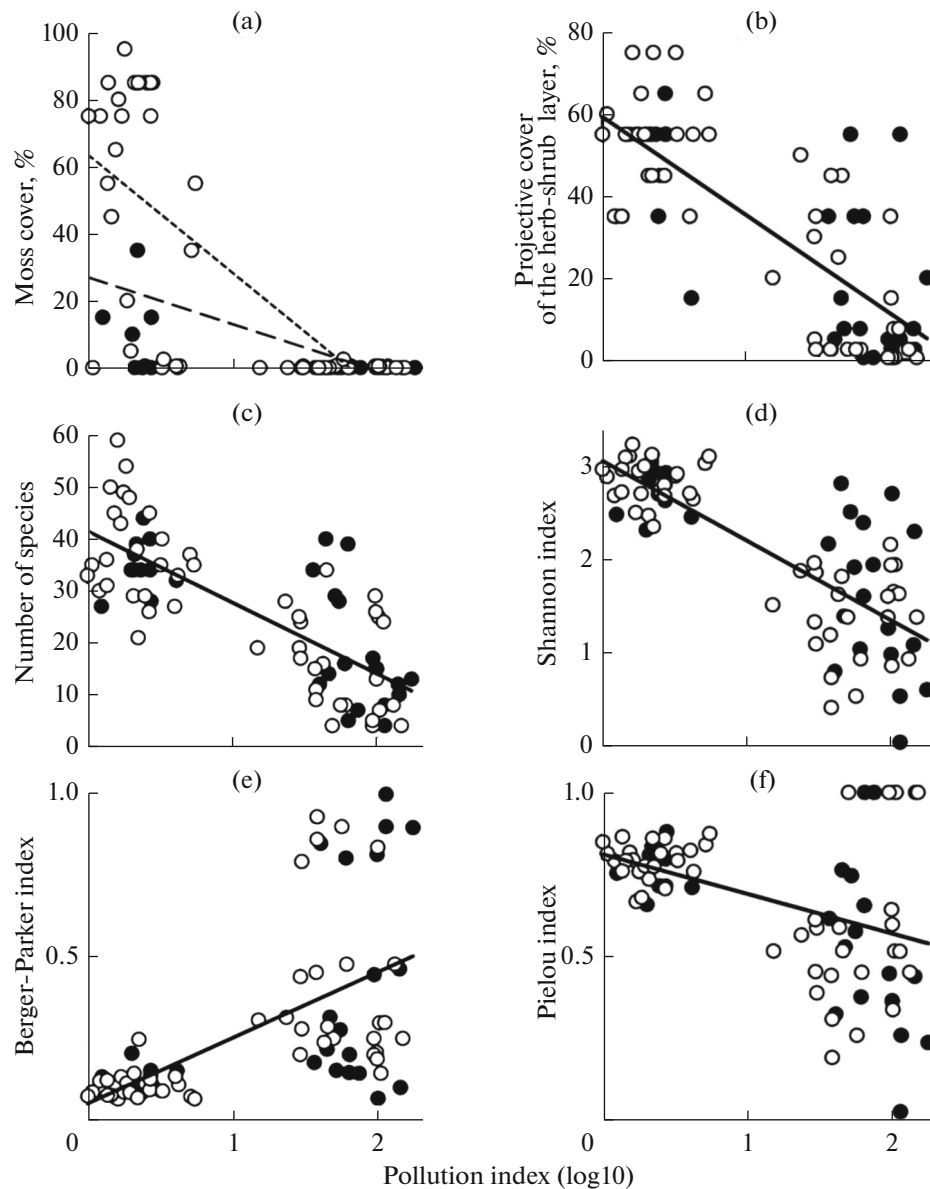 (a)
100
80
60
40
20
0
Moss cover, %
(b)
80
60
40
20
0
Projective cover
of the herb-shrub layer, %
(c)
60
50
40
30
20
10
0
Number of species
(d)
3
2
1
0
Shannon index
(e)
1.0
0.5
0 1 2
Berger-Parker index
(f)
1.0
0.5
0 1 2
Pielou index
Pollution index (log10)